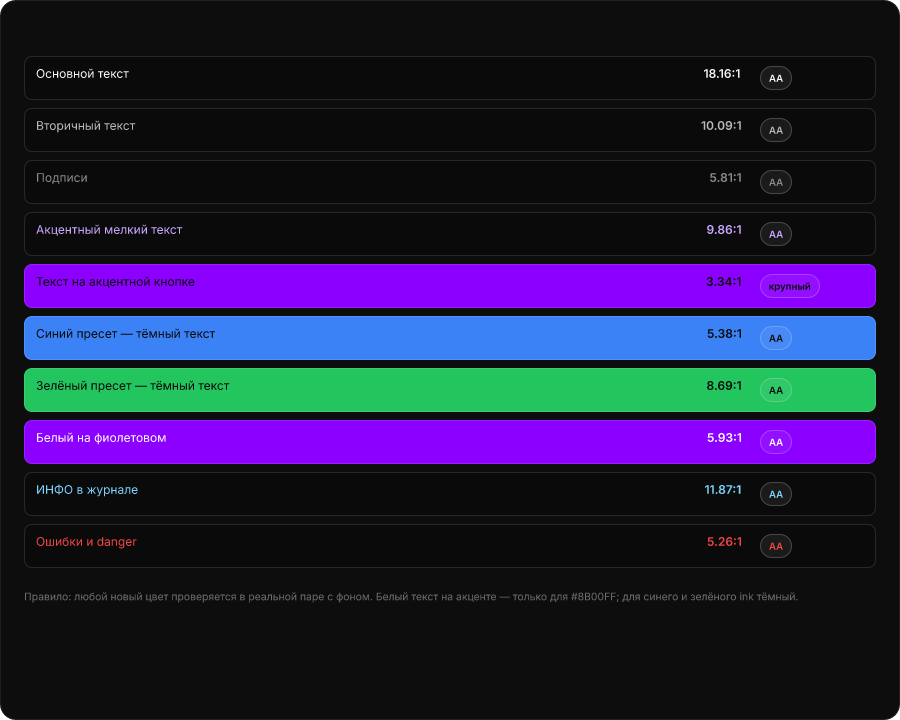 Основной текст 18.16:1 AA
Вторичный текст 10.09:1 AA
Подписи 5.81:1 AA
Акцентный мелкий текст 9.86:1 AA
Текст на акцентной кнопке 3.34:1 крупный
Синий пресет — тёмный текст 5.38:1 AA
Зелёный пресет — тёмный текст 8.69:1 AA
Белый на фиолетовом 5.93:1 AA
ИНФО в журнале 11.87:1 AA
Ошибки и danger 5.26:1 AA
Правило: любой новый цвет проверяется в реальной паре с фоном. Белый текст на акценте — только для #8B00FF; для синего и зелёного ink тёмный.